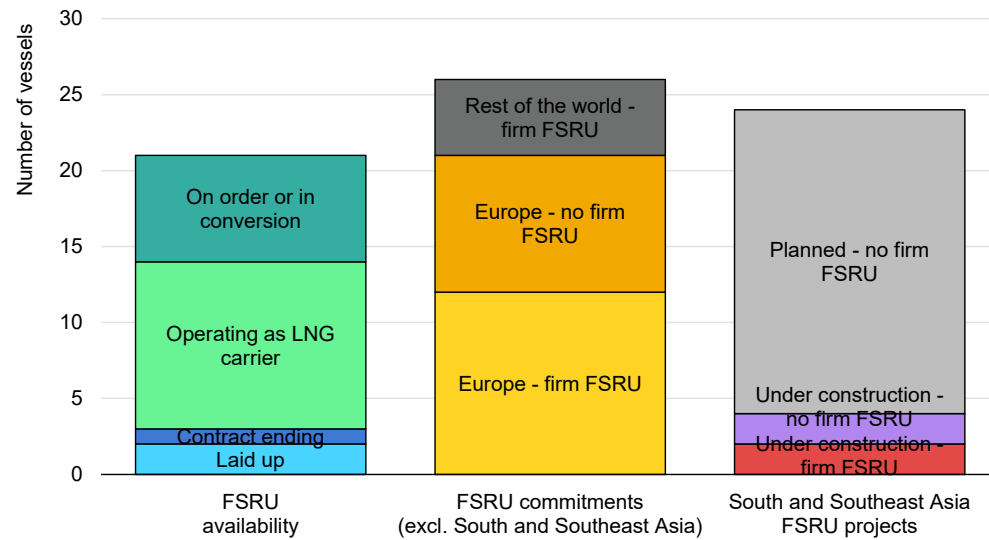 Number of vessels
30
25
20
15
10
5
0
On order or in
conversion
Operating as LNG
carrier
Contract ending
Laid up
Rest of the world -
firm FSRU
Europe - no firm
FSRU
Europe - firm FSRU
Planned - no firm
FSRU
Under construction -
no firm FSRU
Under construction -
firm FSRU
FSRU
availability
FSRU commitments
(excl. South and Southeast Asia)
South and Southeast Asia
FSRU projects